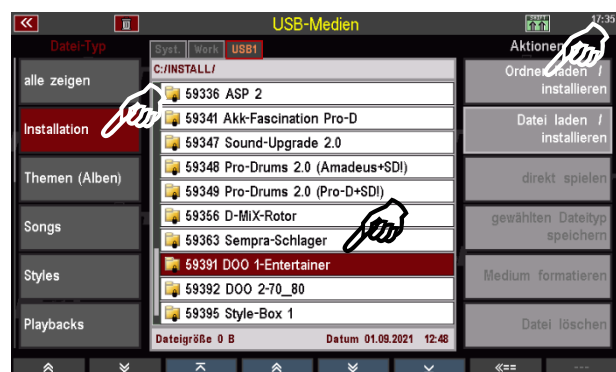 USB-Medien
SHIFT
17:35
Datei-Typ
Syst. Work USB1
Aktionen
alle zeigen
C:/INSTALL/
Ordner laden /
installieren
59336 ASP 2
59341 Akk-Fascination Pro-D
Installation
59347 Sound-Upgrade 2.0
Datei laden /
installieren
59348 Pro-Drums 2.0 (Amadeus+SD!)
Themen (Alben)
59349 Pro-Drums 2.0 (Pro-D+SD!)
direkt spielen
59356 D-MiX-Rotor
Songs
59363 Sempra-Schlager
gewählten Dateityp
speichern
59391 DOO 1-Entertainer
Styles
59392 DOO 2-70_80
Medium formatieren
59395 Style-Box 1
Playbacks
Dateigröße 0 B Datum 01.09.2021 12:48
Datei löschen
«==
---